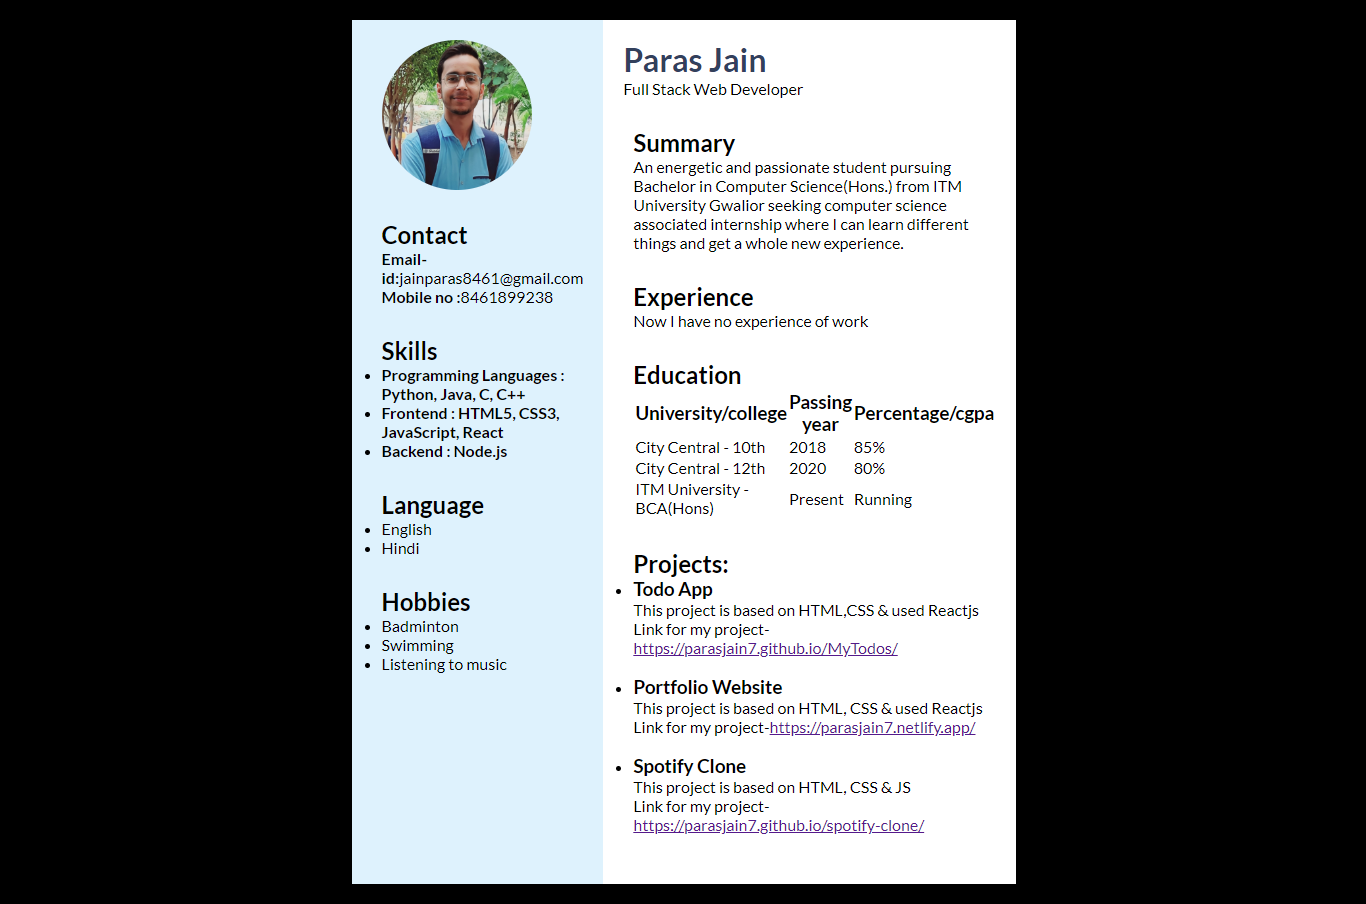 Paras Jain
Full Stack Web Developer
Contact
Email-
id:jainparas8461@gmail.com
Mobile no :8461899238
Skills
Programming Languages :
Python, Java, C, C++
Frontend : HTML5, CSS3,
JavaScript, React
Backend : Node.js
Language
English
Hindi
Hobbies
Badminton
Swimming
Listening to music
Summary
An energetic and passionate student pursuing
Bachelor in Computer Science(Hons.) from ITM
University Gwalior seeking computer science
associated internship where I can learn different
things and get a whole new experience.
Experience
Now I have no experience of work
Education
University/college Passing year Percentage/cgpa
City Central - 10th 2018 85%
City Central - 12th 2020 80%
ITM University - BCA(Hons) Present Running
Projects:
Todo App
This project is based on HTML,CSS & used Reactjs
Link for my project-
https://parasjain7.github.io/MyTodos/
Portfolio Website
This project is based on HTML, CSS & used Reactjs
Link for my project-https://parasjain7.netlify.app/
Spotify Clone
This project is based on HTML, CSS & JS
Link for my project-
https://parasjain7.github.io/spotify-clone/